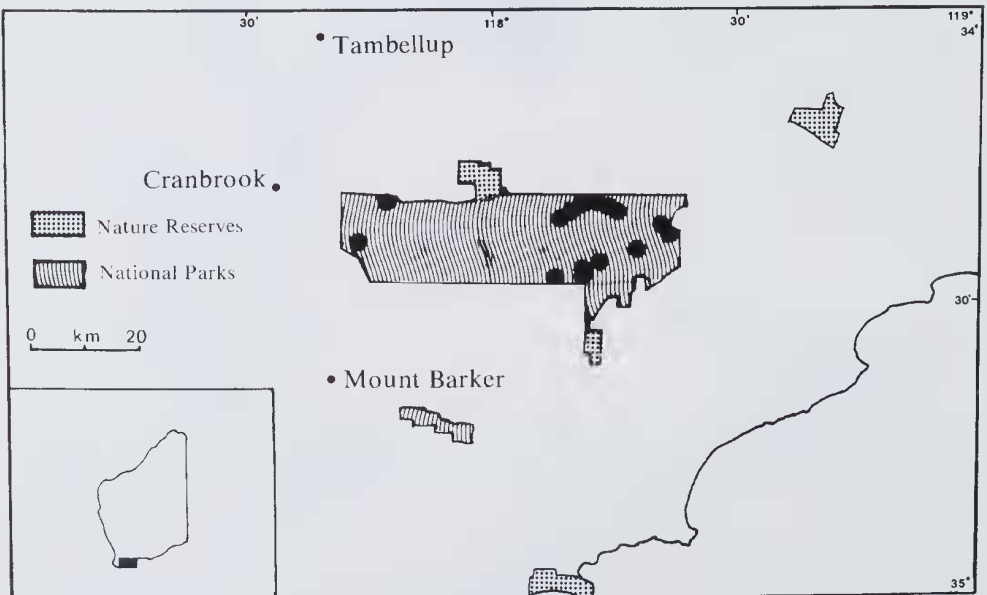 30' 118° 30' 119°
34°
Tambellup
Cranbrook
Nature Reserves
National Parks
30'
0 km 20
Mount Barker
35°